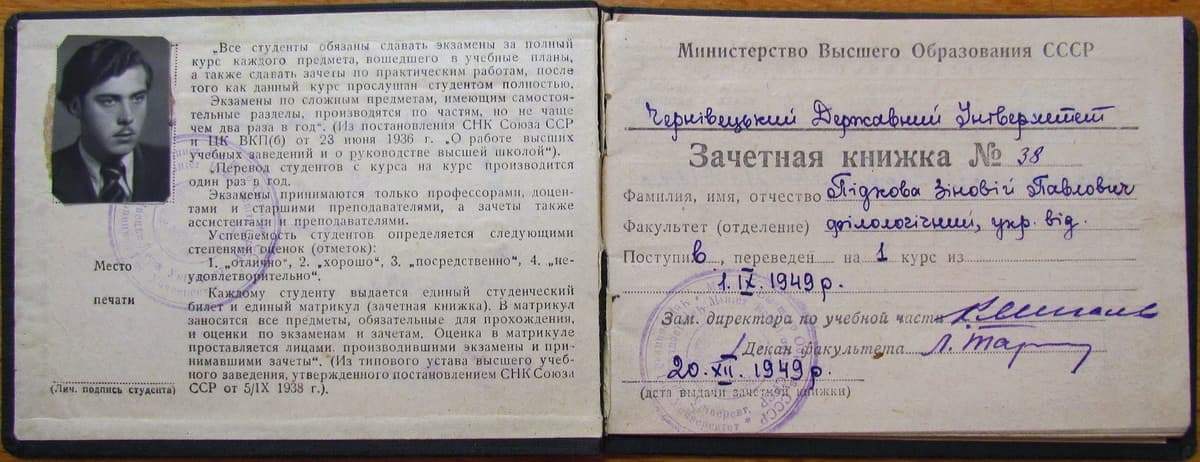 „Все студенты обязаны сдавать экзамены за полный
курс каждого предмета, вошедшего в учебные планы,
а также сдавать зачеты по практическим работам, после
того как данный курс прослушан студентом полностью.
Экзамены по сложным предметам, имеющим самостоя-
тельные разделы, производятся по частям, но не чаще
чем два раза в год“. (Из постановления СНК Союза ССР
и ЦК ВКП(б) от 23 июня 1936 г. „О работе высших
учебных заведений и о руководстве высшей школой“).
„Перевод студентов с курса на курс производится
один раз в год.
Экзамены принимаются только профессорами, доцен-
тами и старшими преподавателями, а зачеты также
ассистентами и преподавателями.
Успеваемость студентов определяется следующими
степенями оценок (отметок):
1. „отлично“, 2. „хорошо“, 3. „посредственно“, 4. „не-
удовлетворительно“.
Каждому студенту выдается единый студенческий
билет и единый матрикул (зачетная книжка). В матрикул
заносятся все предметы, обязательные для прохождения,
и оценки по экзаменам и зачетам. Оценка в матрикуле
проставляется лицами, производившими экзамены и при-
нимавшими зачеты“. (Из типового устава высшего учеб-
ного заведения, утвержденного постановлением СНК Союза
ССР от 5/IX 1938 г.).
Место
печати
(Лич. подпись студента)
Министерство Высшего Образования СССР
Чернівецький Державний Університет
Зачетная книжка № 38
Фамилия, имя, отчество Підкова Зіновій Павлович
Факультет (отделение) філологічний, укр. від.
Поступив, переведен на 1 курс из
1.IX.1949 р.
Зам. директора по учебной части
Декан факультета
20.XII.1949 р.
(дата выдачи зачетной книжки)